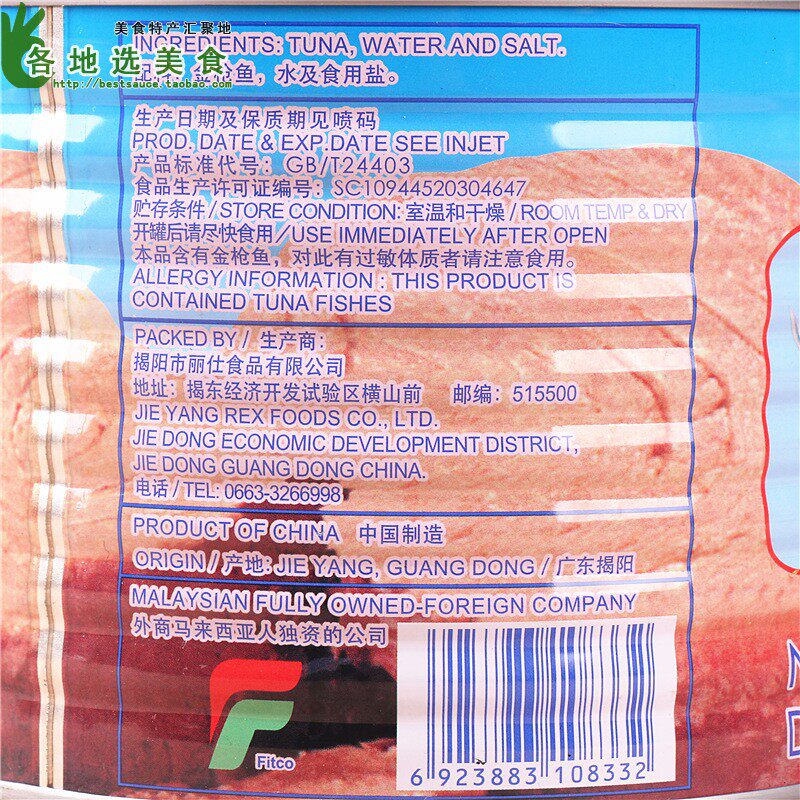 美食特产汇聚地
各地选美食
http://bestsauce.taobao.com
INGREDIENTS: TUNA, WATER AND SALT.
金枪鱼，水及食用盐。
生产日期及保质期见喷码
PROD. DATE & EXP.DATE SEE INJET
产品标准代号：GB/T24403
食品生产许可证编号：SC10944520304647
贮存条件/STORE CONDITION: 室温和干燥/ROOM TEMP & DRY
开罐后请尽快食用/USE IMMEDIATELY AFTER OPEN
本品含有金枪鱼，对此有过敏体质者请注意食用。
ALLERGY INFORMATION : THIS PRODUCT IS
CONTAINED TUNA FISHES
PACKED BY / 生产商：
揭阳市丽仕食品有限公司
地址：揭东经济开发试验区横山前 邮编：515500
JIE YANG REX FOODS CO., LTD.
JIE DONG ECONOMIC DEVELOPMENT DISTRICT,
JIE DONG GUANG DONG CHINA.
电话/TEL: 0663-3266998
PRODUCT OF CHINA 中国制造
ORIGIN / 产地: JIE YANG, GUANG DONG / 广东揭阳
MALAYSIAN FULLY OWNED-FOREIGN COMPANY
外商马来西亚人独资的公司
Fitco
6 923883 108332